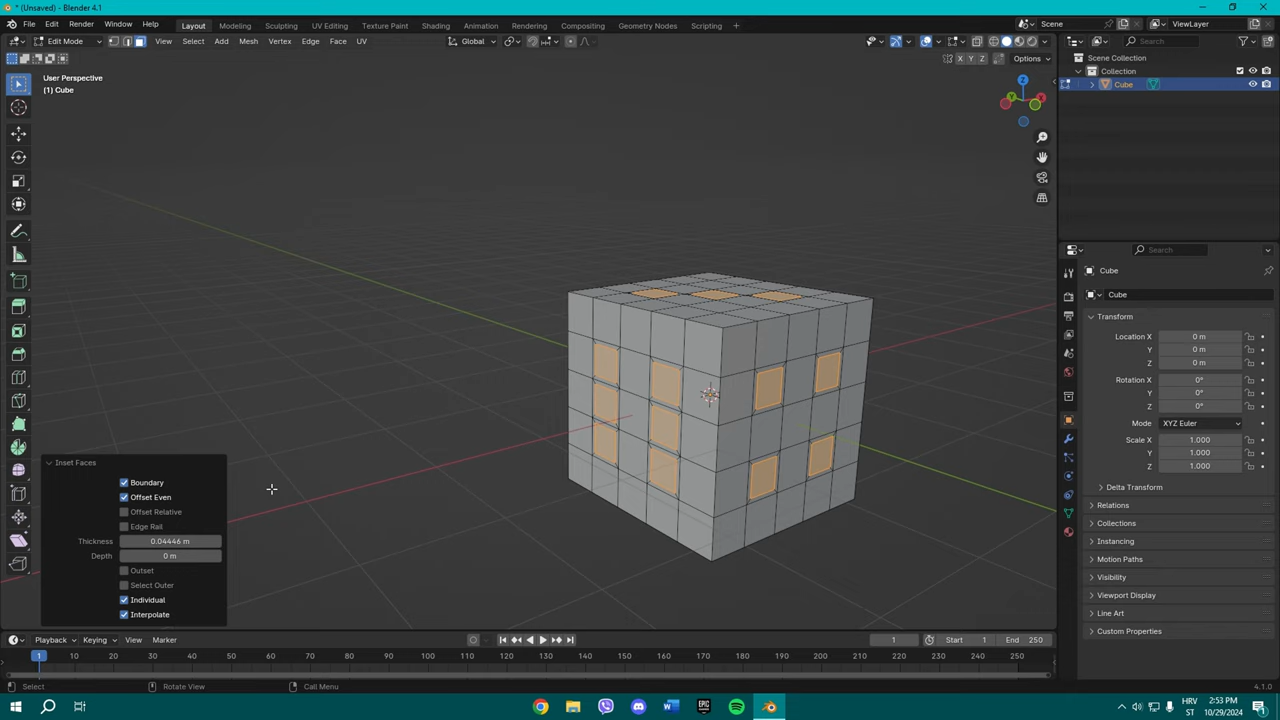 * (Unsaved) - Blender 4.1
File Edit Render Window Help Layout Modeling Sculpting UV Editing Texture Paint Shading Animation Rendering Compositing Geometry Nodes Scripting + Scene ViewLayer
Edit Mode View Select Add Mesh Vertex Edge Face UV Global Search
X Y Z Options
Scene Collection
Collection
Cube
User Perspective
(1) Cube
Z
Y X
Search
Cube
Cube
Transform
Location X 0 m
Y 0 m
Z 0 m
Rotation X 0°
Y 0°
Z 0°
Mode XYZ Euler
Scale X 1.000
Y 1.000
Z 1.000
Delta Transform
Relations
Collections
Instancing
Motion Paths
Visibility
Viewport Display
Line Art
Custom Properties
Inset Faces
Boundary
Offset Even
Offset Relative
Edge Rail
Thickness 0.04446 m
Depth 0 m
Outset
Select Outer
Individual
Interpolate
Playback Keying View Marker 1 Start 1 End 250
1 10 20 30 40 50 60 70 80 90 100 110 120 130 140 150 160 170 180 190 200 210 220 230 240 250
Select Rotate View Call Menu 4.1.0
EPIC GAMES HRV 2:53 PM
ST 10/29/2024 1